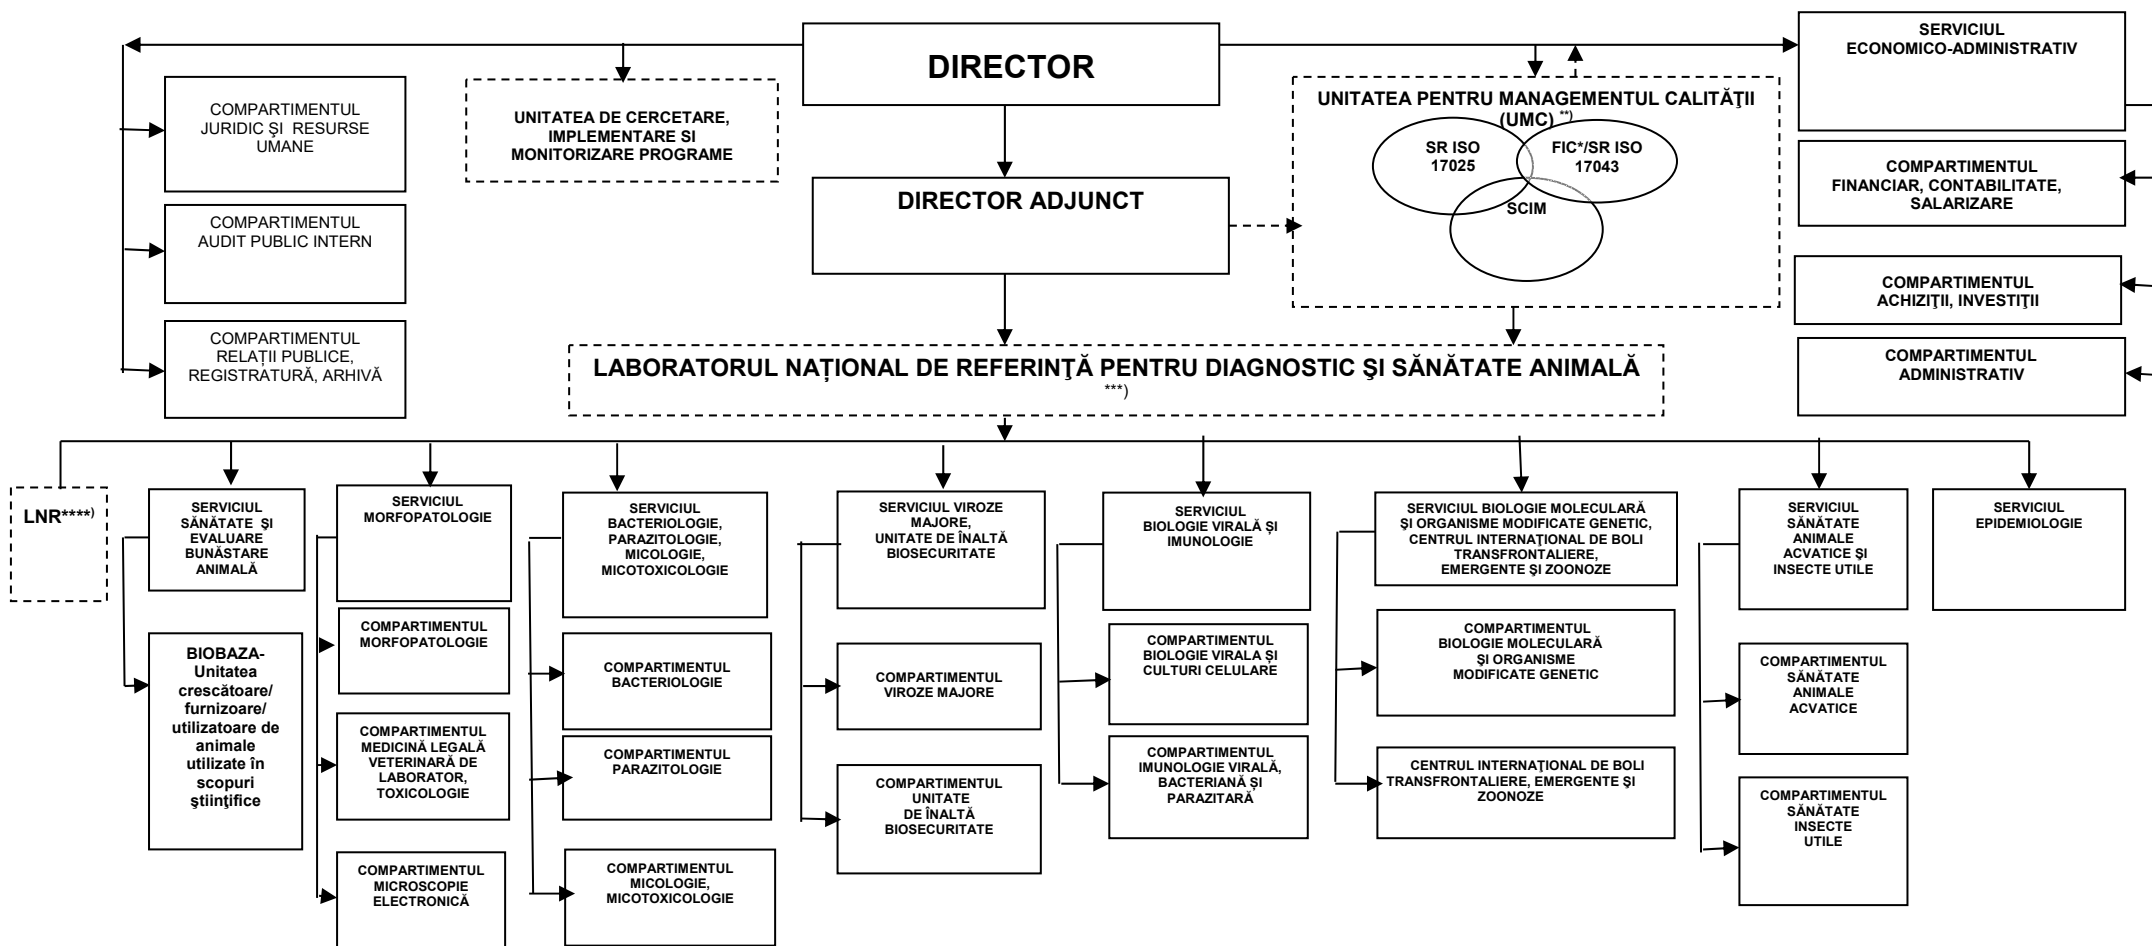 DIRECTOR
SERVICIUL
ECONOMICO-ADMINISTRATIV
COMPARTIMENTUL
JURIDIC ŞI RESURSE
UMANE
UNITATEA DE CERCETARE,
IMPLEMENTARE SI
MONITORIZARE PROGRAME
UNITATEA PENTRU MANAGEMENTUL CALITĂŢII
(UMC) **)
SR ISO
17025
FIC*/SR ISO
17043
SCIM
COMPARTIMENTUL
FINANCIAR, CONTABILITATE,
SALARIZARE
DIRECTOR ADJUNCT
COMPARTIMENTUL
AUDIT PUBLIC INTERN
COMPARTIMENTUL
ACHIZIŢII, INVESTIŢII
COMPARTIMENTUL
RELAȚII PUBLICE,
REGISTRATURĂ, ARHIVĂ
LABORATORUL NAȚIONAL DE REFERINŢĂ PENTRU DIAGNOSTIC ŞI SĂNĂTATE ANIMALĂ
***)
COMPARTIMENTUL
ADMINISTRATIV
LNR****)
SERVICIUL
SĂNĂTATE ŞI
EVALUARE
BUNĂSTARE
ANIMALĂ
SERVICIUL
MORFOPATOLOGIE
SERVICIUL
BACTERIOLOGIE,
PARAZITOLOGIE,
MICOLOGIE,
MICOTOXICOLOGIE
SERVICIUL VIROZE
MAJORE,
UNITATE DE ÎNALTĂ
BIOSECURITATE
SERVICIUL
BIOLOGIE VIRALĂ ȘI
IMUNOLOGIE
SERVICIUL BIOLOGIE MOLECULARĂ
ŞI ORGANISME MODIFICATE GENETIC,
CENTRUL INTERNAŢIONAL DE BOLI
TRANSFRONTALIERE,
EMERGENTE ŞI ZOONOZE
SERVICIUL
SĂNĂTATE
ANIMALE
ACVATICE ŞI
INSECTE UTILE
SERVICIUL
EPIDEMIOLOGIE
BIOBAZA-
Unitatea
crescătoare/
furnizoare/
utilizatoare de
animale
utilizate în
scopuri
ştiinţifice
COMPARTIMENTUL
MORFOPATOLOGIE
COMPARTIMENTUL
MEDICINĂ LEGALĂ
VETERINARĂ DE
LABORATOR,
TOXICOLOGIE
COMPARTIMENTUL
MICROSCOPIE
ELECTRONICĂ
COMPARTIMENTUL
BACTERIOLOGIE
COMPARTIMENTUL
PARAZITOLOGIE
COMPARTIMENTUL
MICOLOGIE,
MICOTOXICOLOGIE
COMPARTIMENTUL
VIROZE MAJORE
COMPARTIMENTUL
UNITATE
DE ÎNALTĂ
BIOSECURITATE
COMPARTIMENTUL
BIOLOGIE VIRALA ȘI
CULTURI CELULARE
COMPARTIMENTUL
IMUNOLOGIE VIRALĂ,
BACTERIANĂ ȘI
PARAZITARĂ
COMPARTIMENTUL
BIOLOGIE MOLECULARĂ
ŞI ORGANISME
MODIFICATE GENETIC
CENTRUL INTERNAŢIONAL DE BOLI
TRANSFRONTALIERE, EMERGENTE ŞI
ZOONOZE
COMPARTIMENTUL
SĂNĂTATE
ANIMALE
ACVATICE
COMPARTIMENTUL
SĂNĂTATE
INSECTE
UTILE